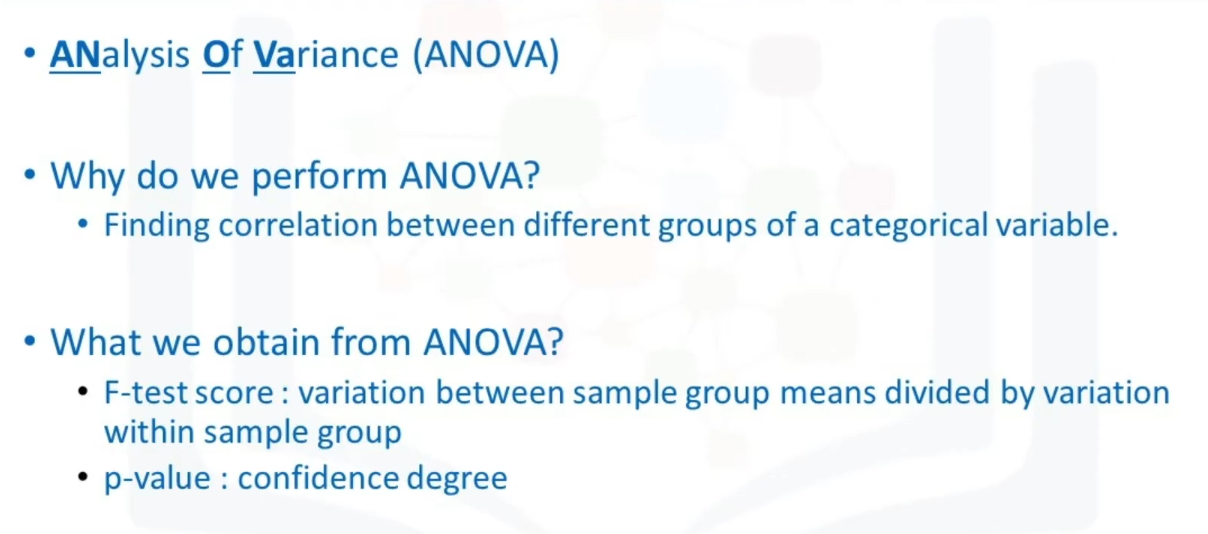 • ANalysis Of Variance (ANOVA)
• Why do we perform ANOVA?
• Finding correlation between different groups of a categorical variable.
• What we obtain from ANOVA?
• F-test score : variation between sample group means divided by variation
within sample group
• p-value : confidence degree